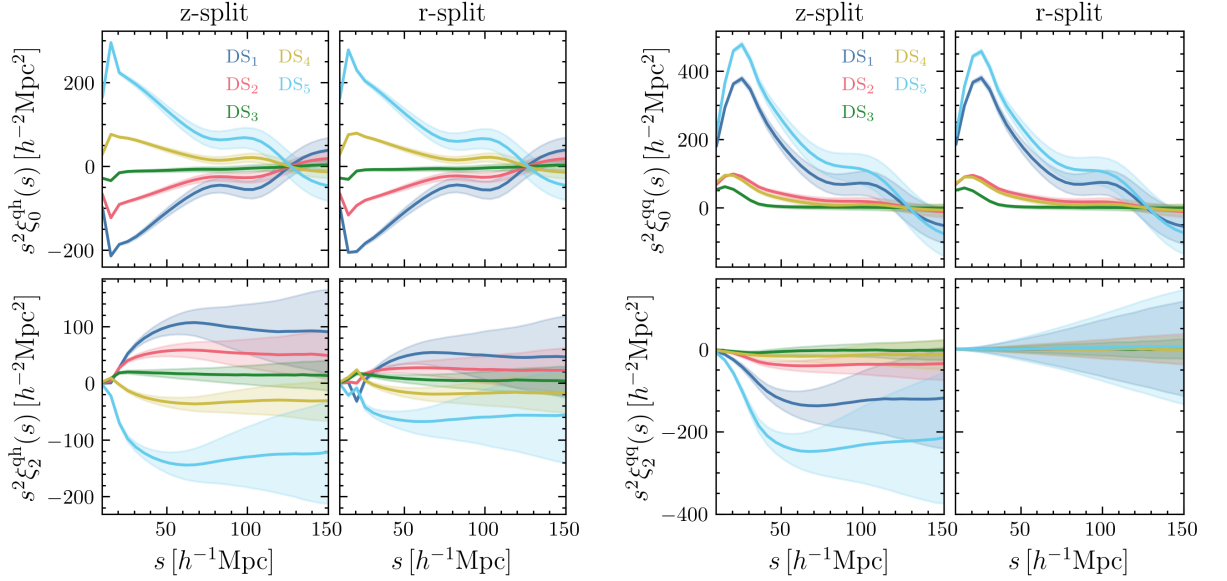 z-split r-split z-split r-split
DS₁ DS₄ DS₁ DS₄
DS₂ DS₅ DS₂ DS₅
DS₃ DS₃
s²ξ₀^qh(s) [h⁻²Mpc²]
200
0
−200
s²ξ₀^qq(s) [h⁻²Mpc²]
400
200
0
s²ξ₂^qh(s) [h⁻²Mpc²]
100
0
−100
−200
s²ξ₂^qq(s) [h⁻²Mpc²]
0
−200
−400
50 100 50 100 150 50 100 50 100 150
s [h⁻¹Mpc] s [h⁻¹Mpc] s [h⁻¹Mpc] s [h⁻¹Mpc]